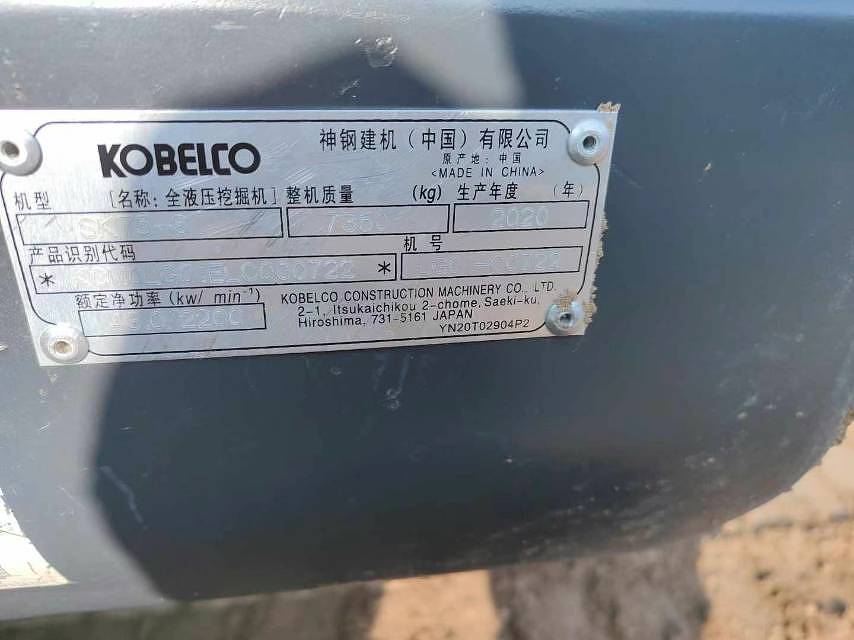 KOBELCO
神钢建机（中国）有限公司
原产地：中国
<MADE IN CHINA>
机型 [名称：全液压挖掘机] 整机质量 (kg) 生产年度 (年)
2020
产品识别代码 机号
* *
额定净功率 (kw/ min⁻¹)
2200
KOBELCO CONSTRUCTION MACHINERY CO., LTD.
2-1, Itsukaichikou 2-chome, Saeki-ku,
Hiroshima, 731-5161 JAPAN
YN20T02904P2